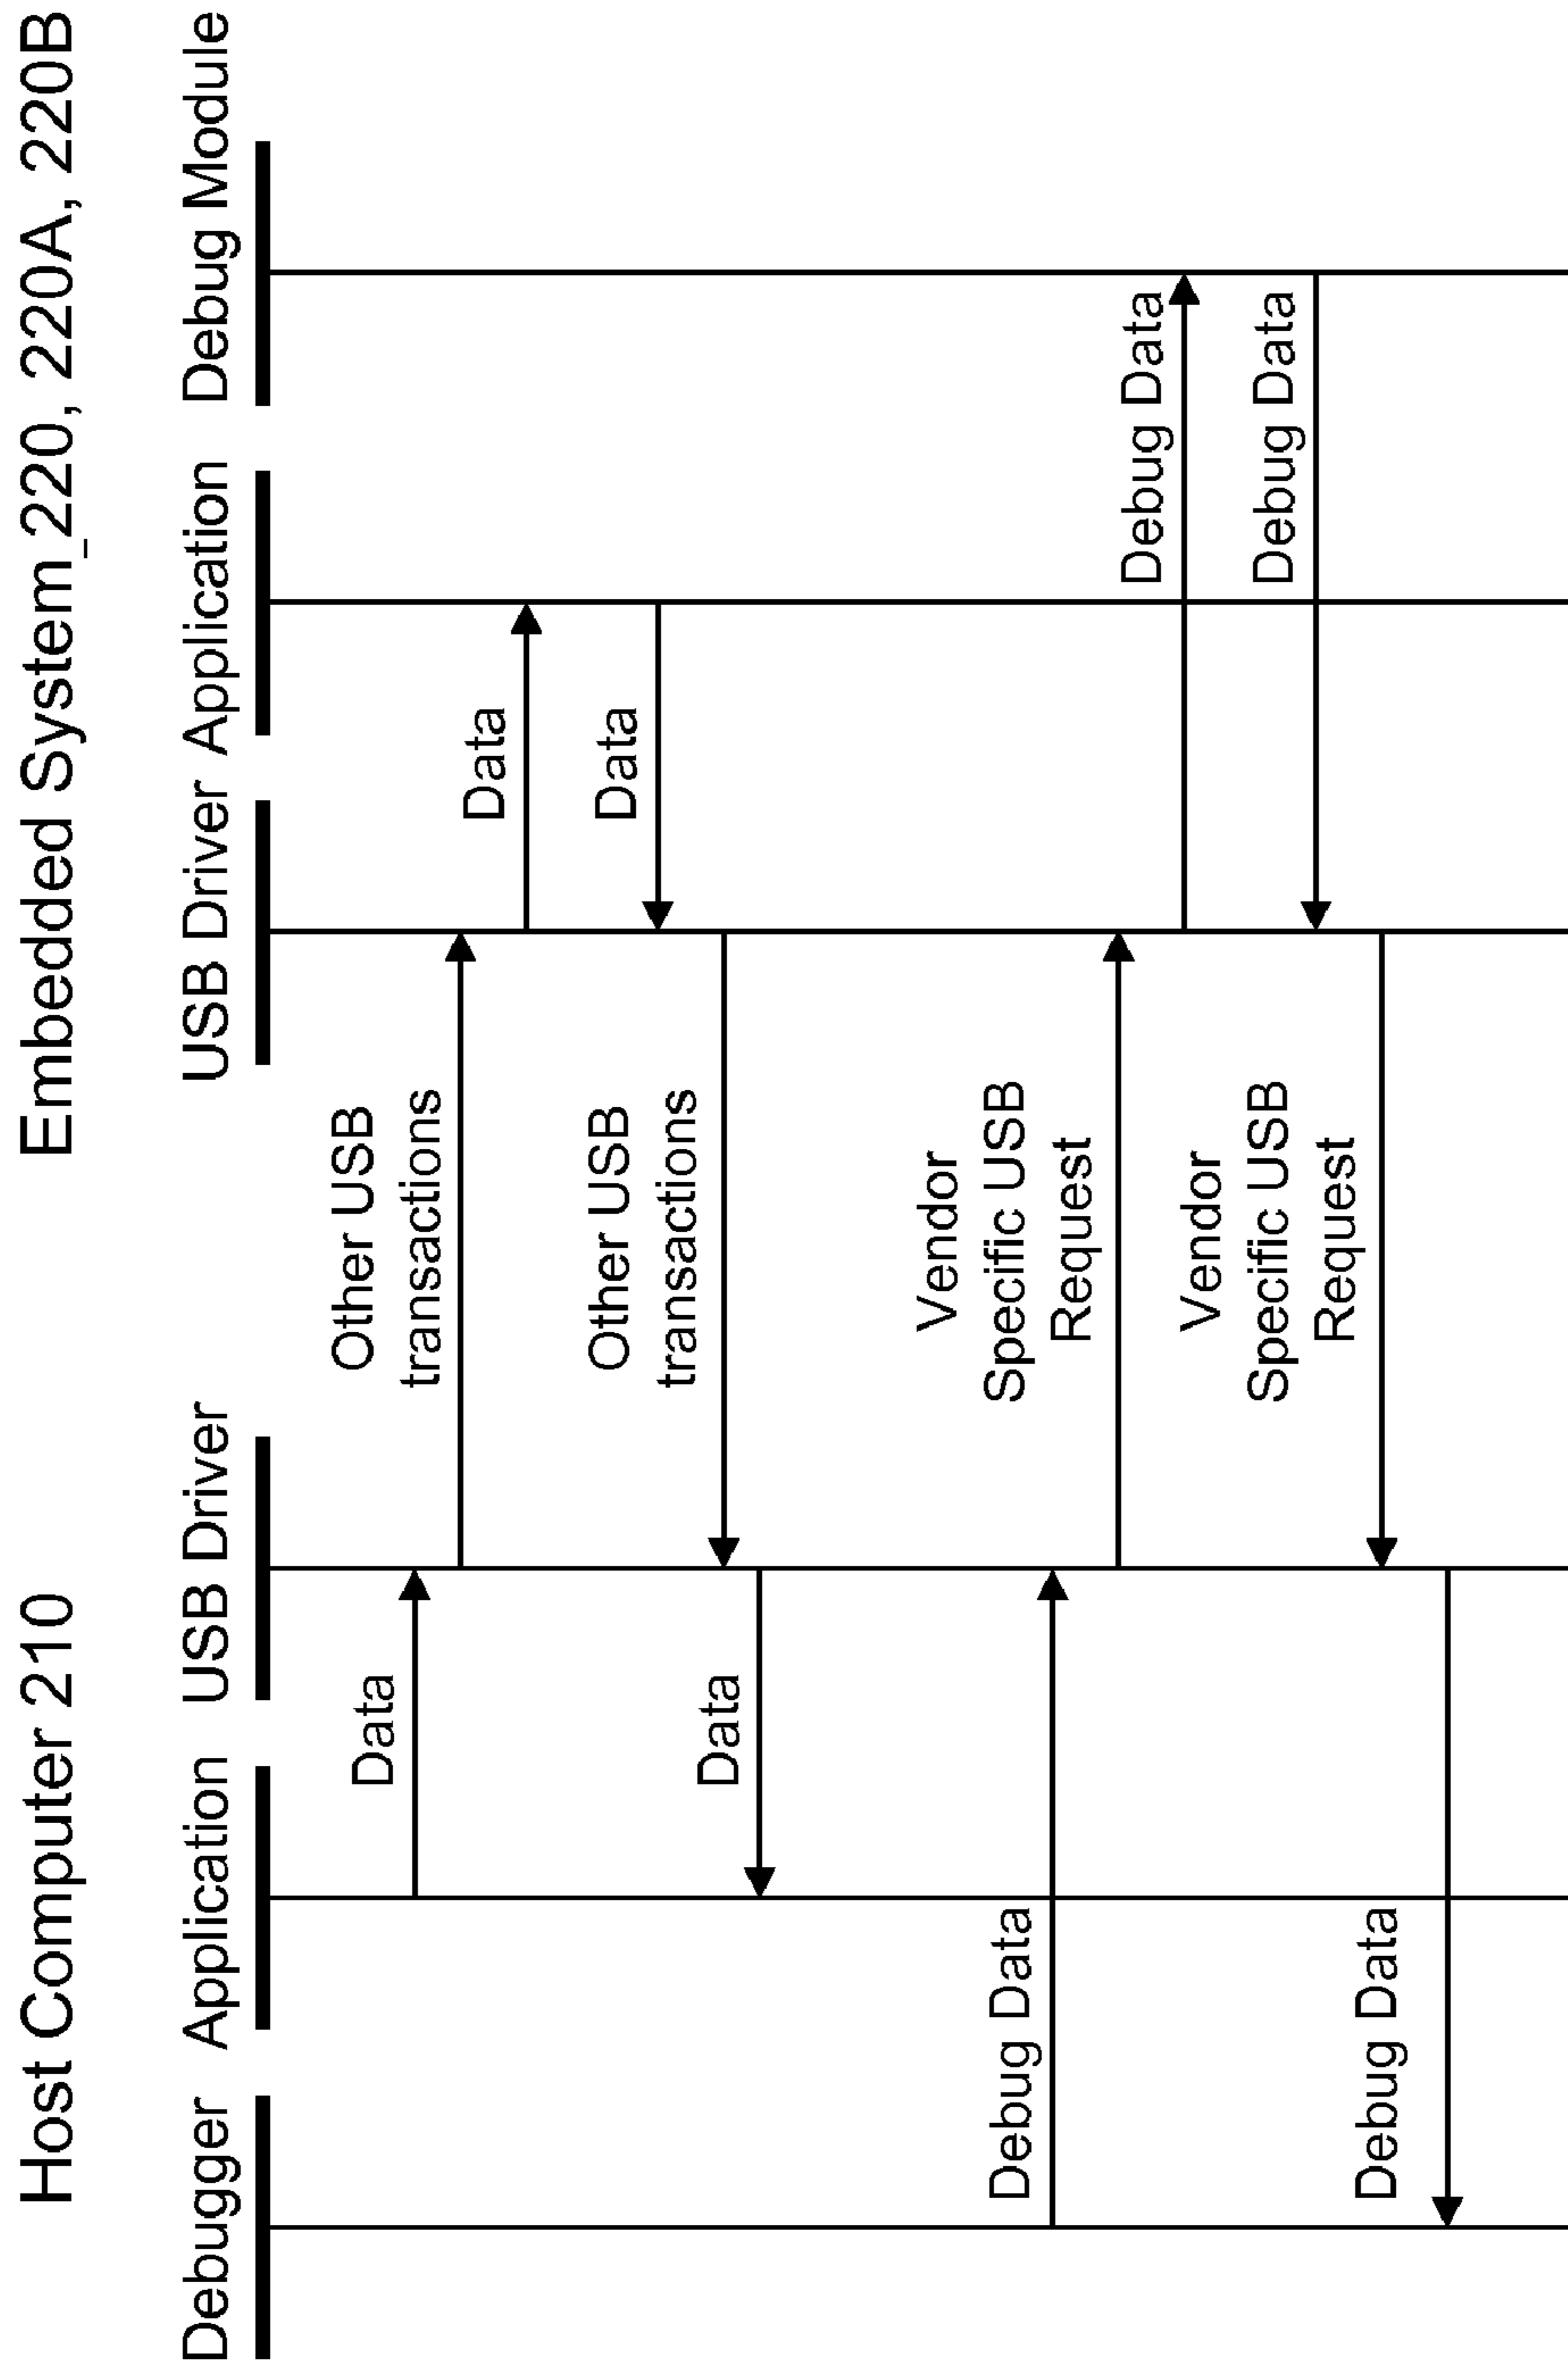 Host Computer 210
Embedded System_220, 220A, 220B
Debugger
Application
USB Driver
USB Driver
Application
Debug Module
Other USB
transactions
Data
Data
Data
Other USB
transactions
Data
Vendor
Specific USB
Request
Debug Data
Debug Data
Vendor
Specific USB
Request
Debug Data
Debug Data